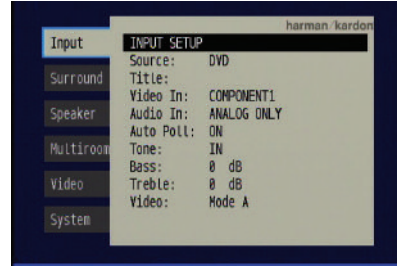 harman/kardon
Input
Surround
Speaker
Multiroom
Video
System
INPUT SETUP
Source: DVD
Title:
Video In: COMPONENT1
Audio In: ANALOG ONLY
Auto Poll: ON
Tone: IN
Bass: 0 dB
Treble: 0 dB
Video: Mode A